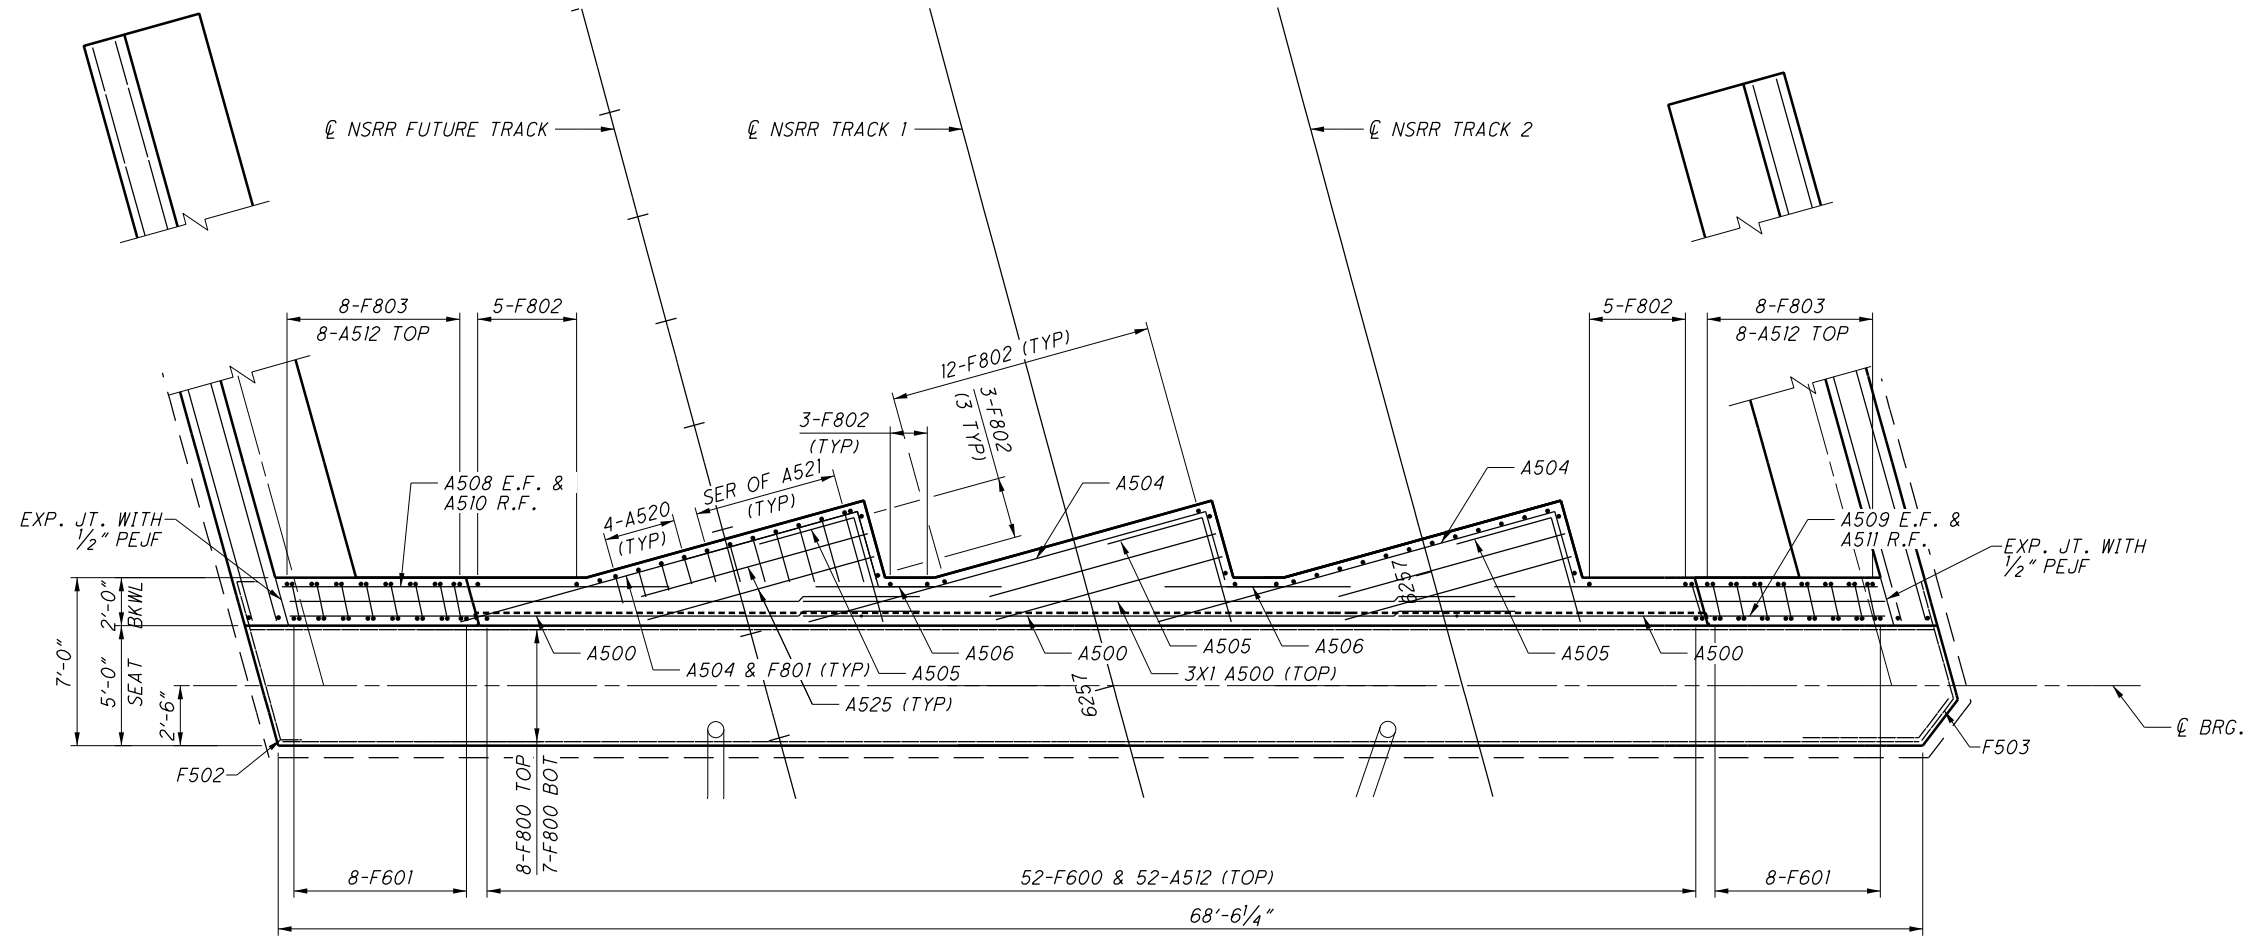 ℄ NSRR FUTURE TRACK
℄ NSRR TRACK 1
℄ NSRR TRACK 2
8-F803
8-A512 TOP
5-F802
12-F802 (TYP)
3-F802
(3 TYP)
3-F802
(TYP)
5-F802
8-F803
8-A512 TOP
A508 E.F. &
A510 R.F.
SER OF A521
(TYP)
4-A520
(TYP)
A504
A504
A509 E.F. &
A511 R.F.
EXP. JT. WITH
1/2" PEJF
EXP. JT. WITH
1/2" PEJF
7'-0"
2'-0"
BKWL
5'-0"
SEAT
2'-6"
6257
A500
A504 & F801 (TYP)
A525 (TYP)
A505
A506
A500
3X1 A500 (TOP)
A505
A506
A505
A500
6257
℄ BRG.
F502
F503
8-F800 TOP
7-F800 BOT
8-F601
52-F600 & 52-A512 (TOP)
8-F601
68'-6 1/4"